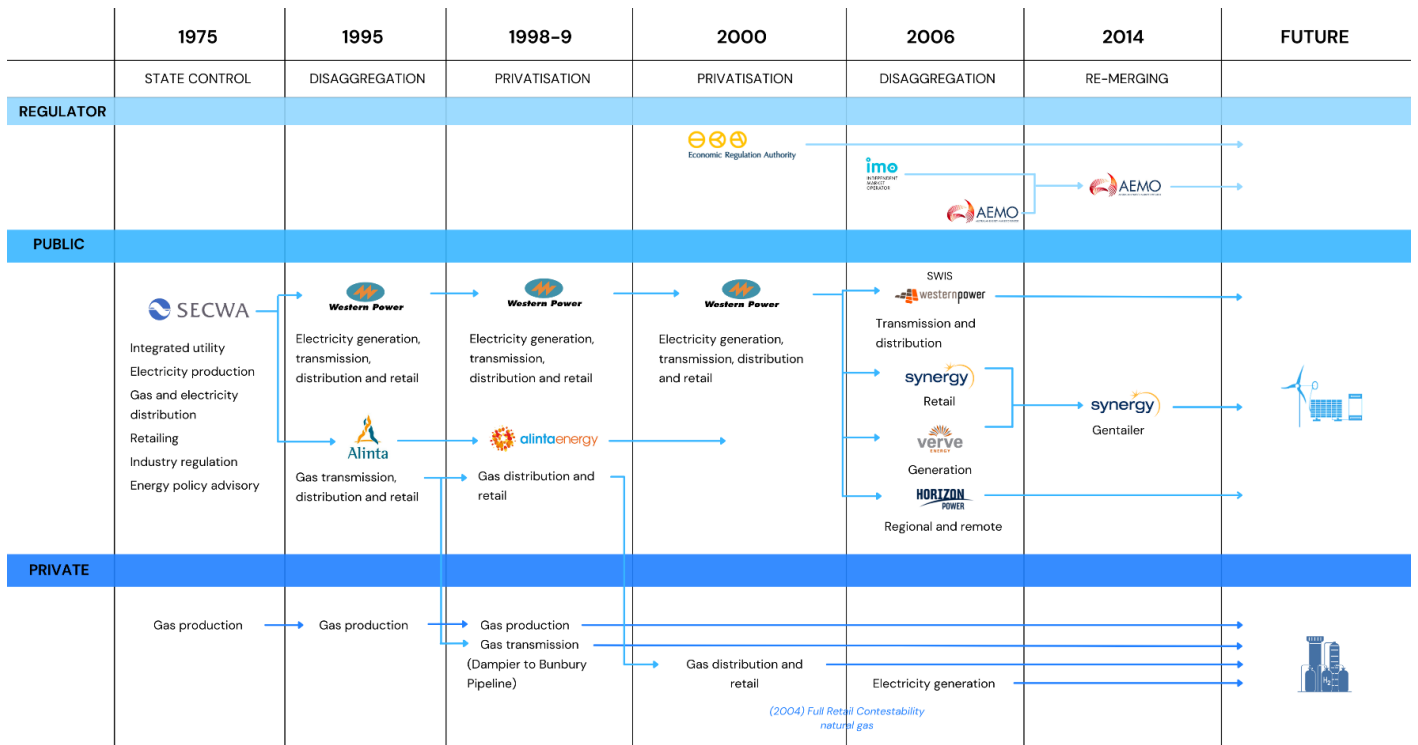 1975
1995
1998-9
2000
2006
2014
FUTURE
STATE CONTROL
DISAGGREGATION
PRIVATISATION
PRIVATISATION
DISAGGREGATION
RE-MERGING
REGULATOR
Economic Regulation Authority
imo
INDEPENDENT
MARKET
OPERATOR
AEMO
AEMO
PUBLIC
SECWA
Integrated utility
Electricity production
Gas and electricity
distribution
Retailing
Industry regulation
Energy policy advisory
Western Power
Electricity generation,
transmission,
distribution and retail
Alinta
Gas transmission,
distribution and retail
Western Power
Electricity generation,
transmission,
distribution and retail
alintaenergy
Gas distribution and
retail
Western Power
Electricity generation,
transmission, distribution
and retail
SWIS
westernpower
Transmission and
distribution
synergy
Retail
verve
ENERGY
Generation
HORIZON
POWER
Regional and remote
synergy
Gentailer
PRIVATE
Gas production
Gas production
Gas production
Gas transmission
(Dampier to Bunbury
Pipeline)
Gas distribution and
retail
Electricity generation
(2004) Full Retail Contestability
natural gas
H2